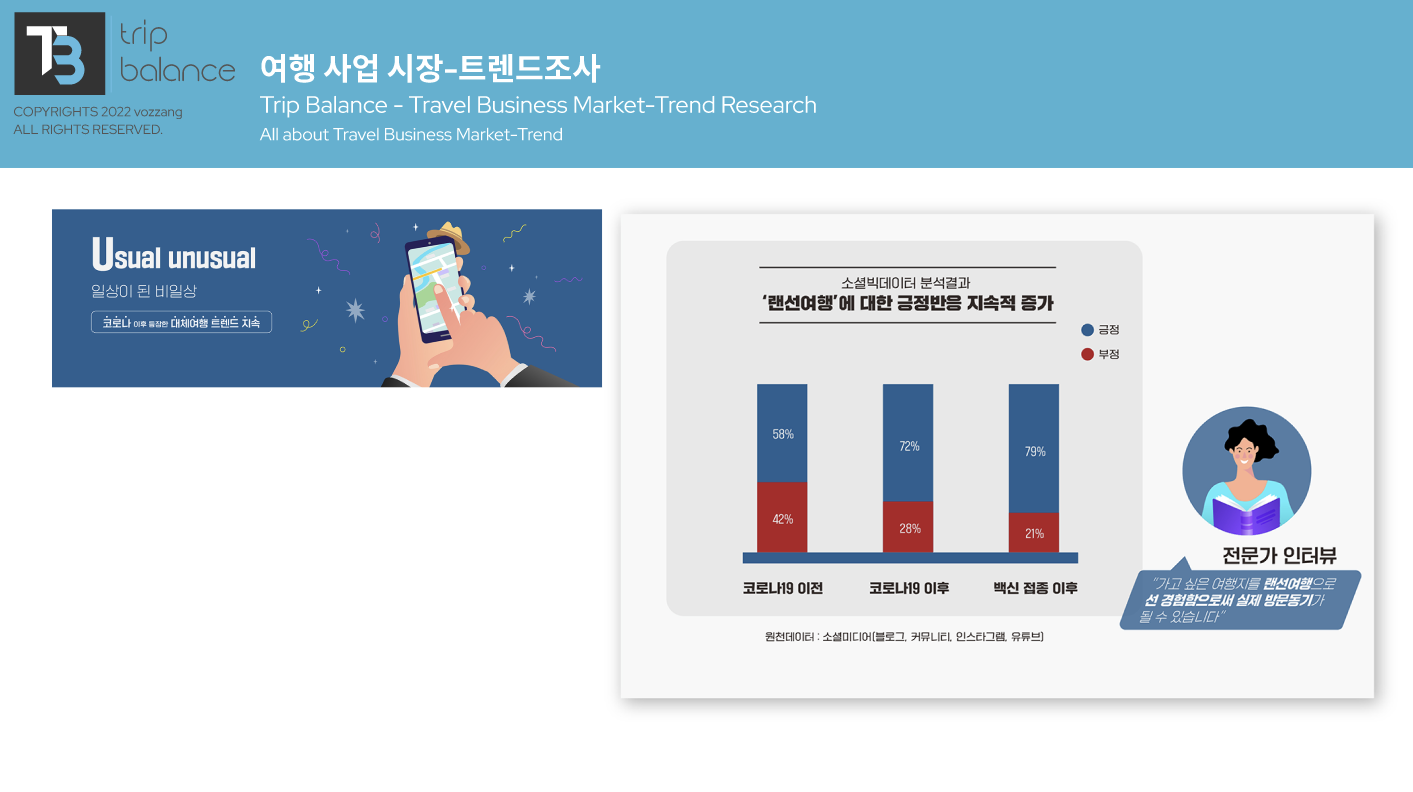 TB
trip
balance
COPYRIGHTS 2022 vozzang
ALL RIGHTS RESERVED.
여행 사업 시장-트렌드조사
Trip Balance - Travel Business Market-Trend Research
All about Travel Business Market-Trend
Usual unusual
일상이 된 비일상
코로나 이후 등장한 대체여행 트렌드 지속
소셜빅데이터 분석결과
‘랜선여행’에 대한 긍정반응 지속적 증가
긍정
부정
58%
72%
79%
42%
28%
21%
코로나19 이전
코로나19 이후
백신 접종 이후
원천데이터 : 소셜미디어(블로그, 커뮤니티, 인스타그램, 유튜브)
전문가 인터뷰
"가고 싶은 여행지를 랜선여행으로
선 경험함으로써 실제 방문동기가
될 수 있습니다"